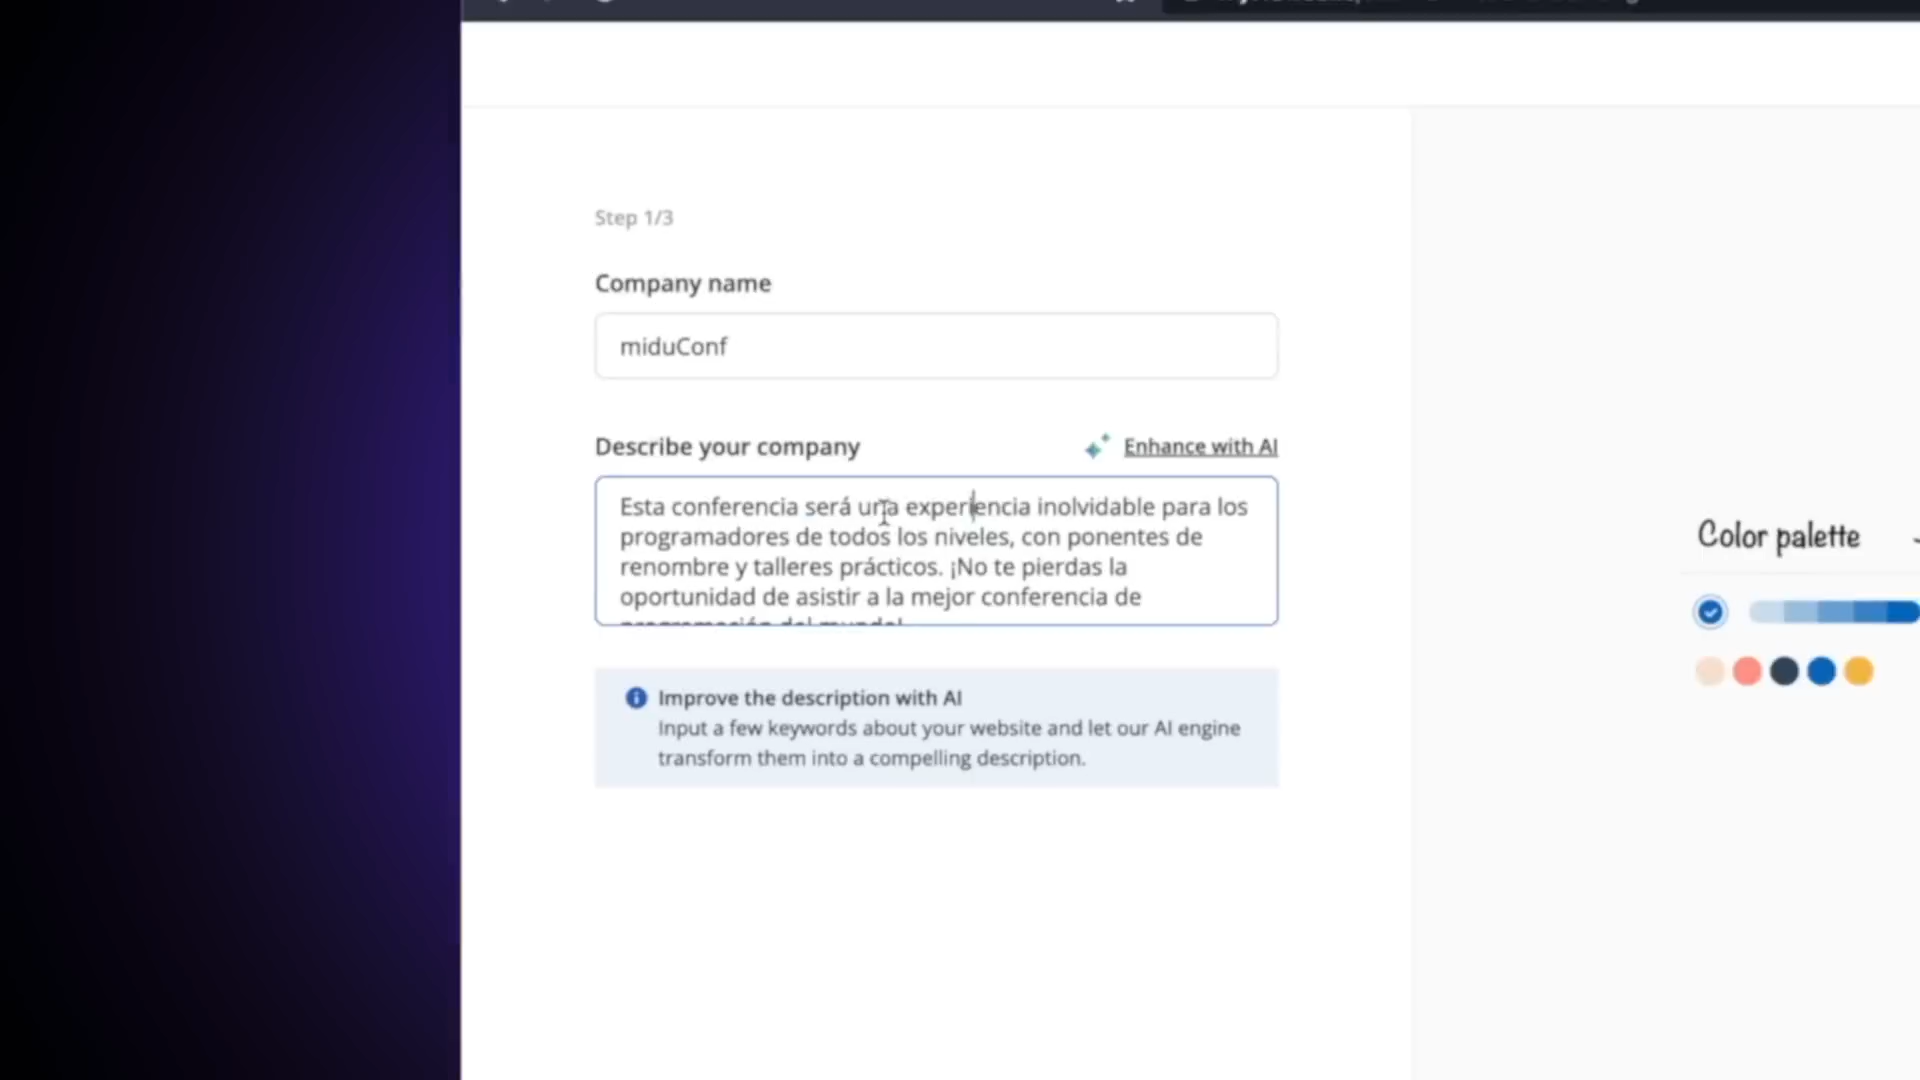 Step 1/3
Company name
miduConf
Describe your company
Enhance with AI
Esta conferencia será una experiencia inolvidable para los
programadores de todos los niveles, con ponentes de
renombre y talleres prácticos. ¡No te pierdas la
oportunidad de asistir a la mejor conferencia de
programación del mundo!
Improve the description with AI
Input a few keywords about your website and let our AI engine
transform them into a compelling description.
Color palette